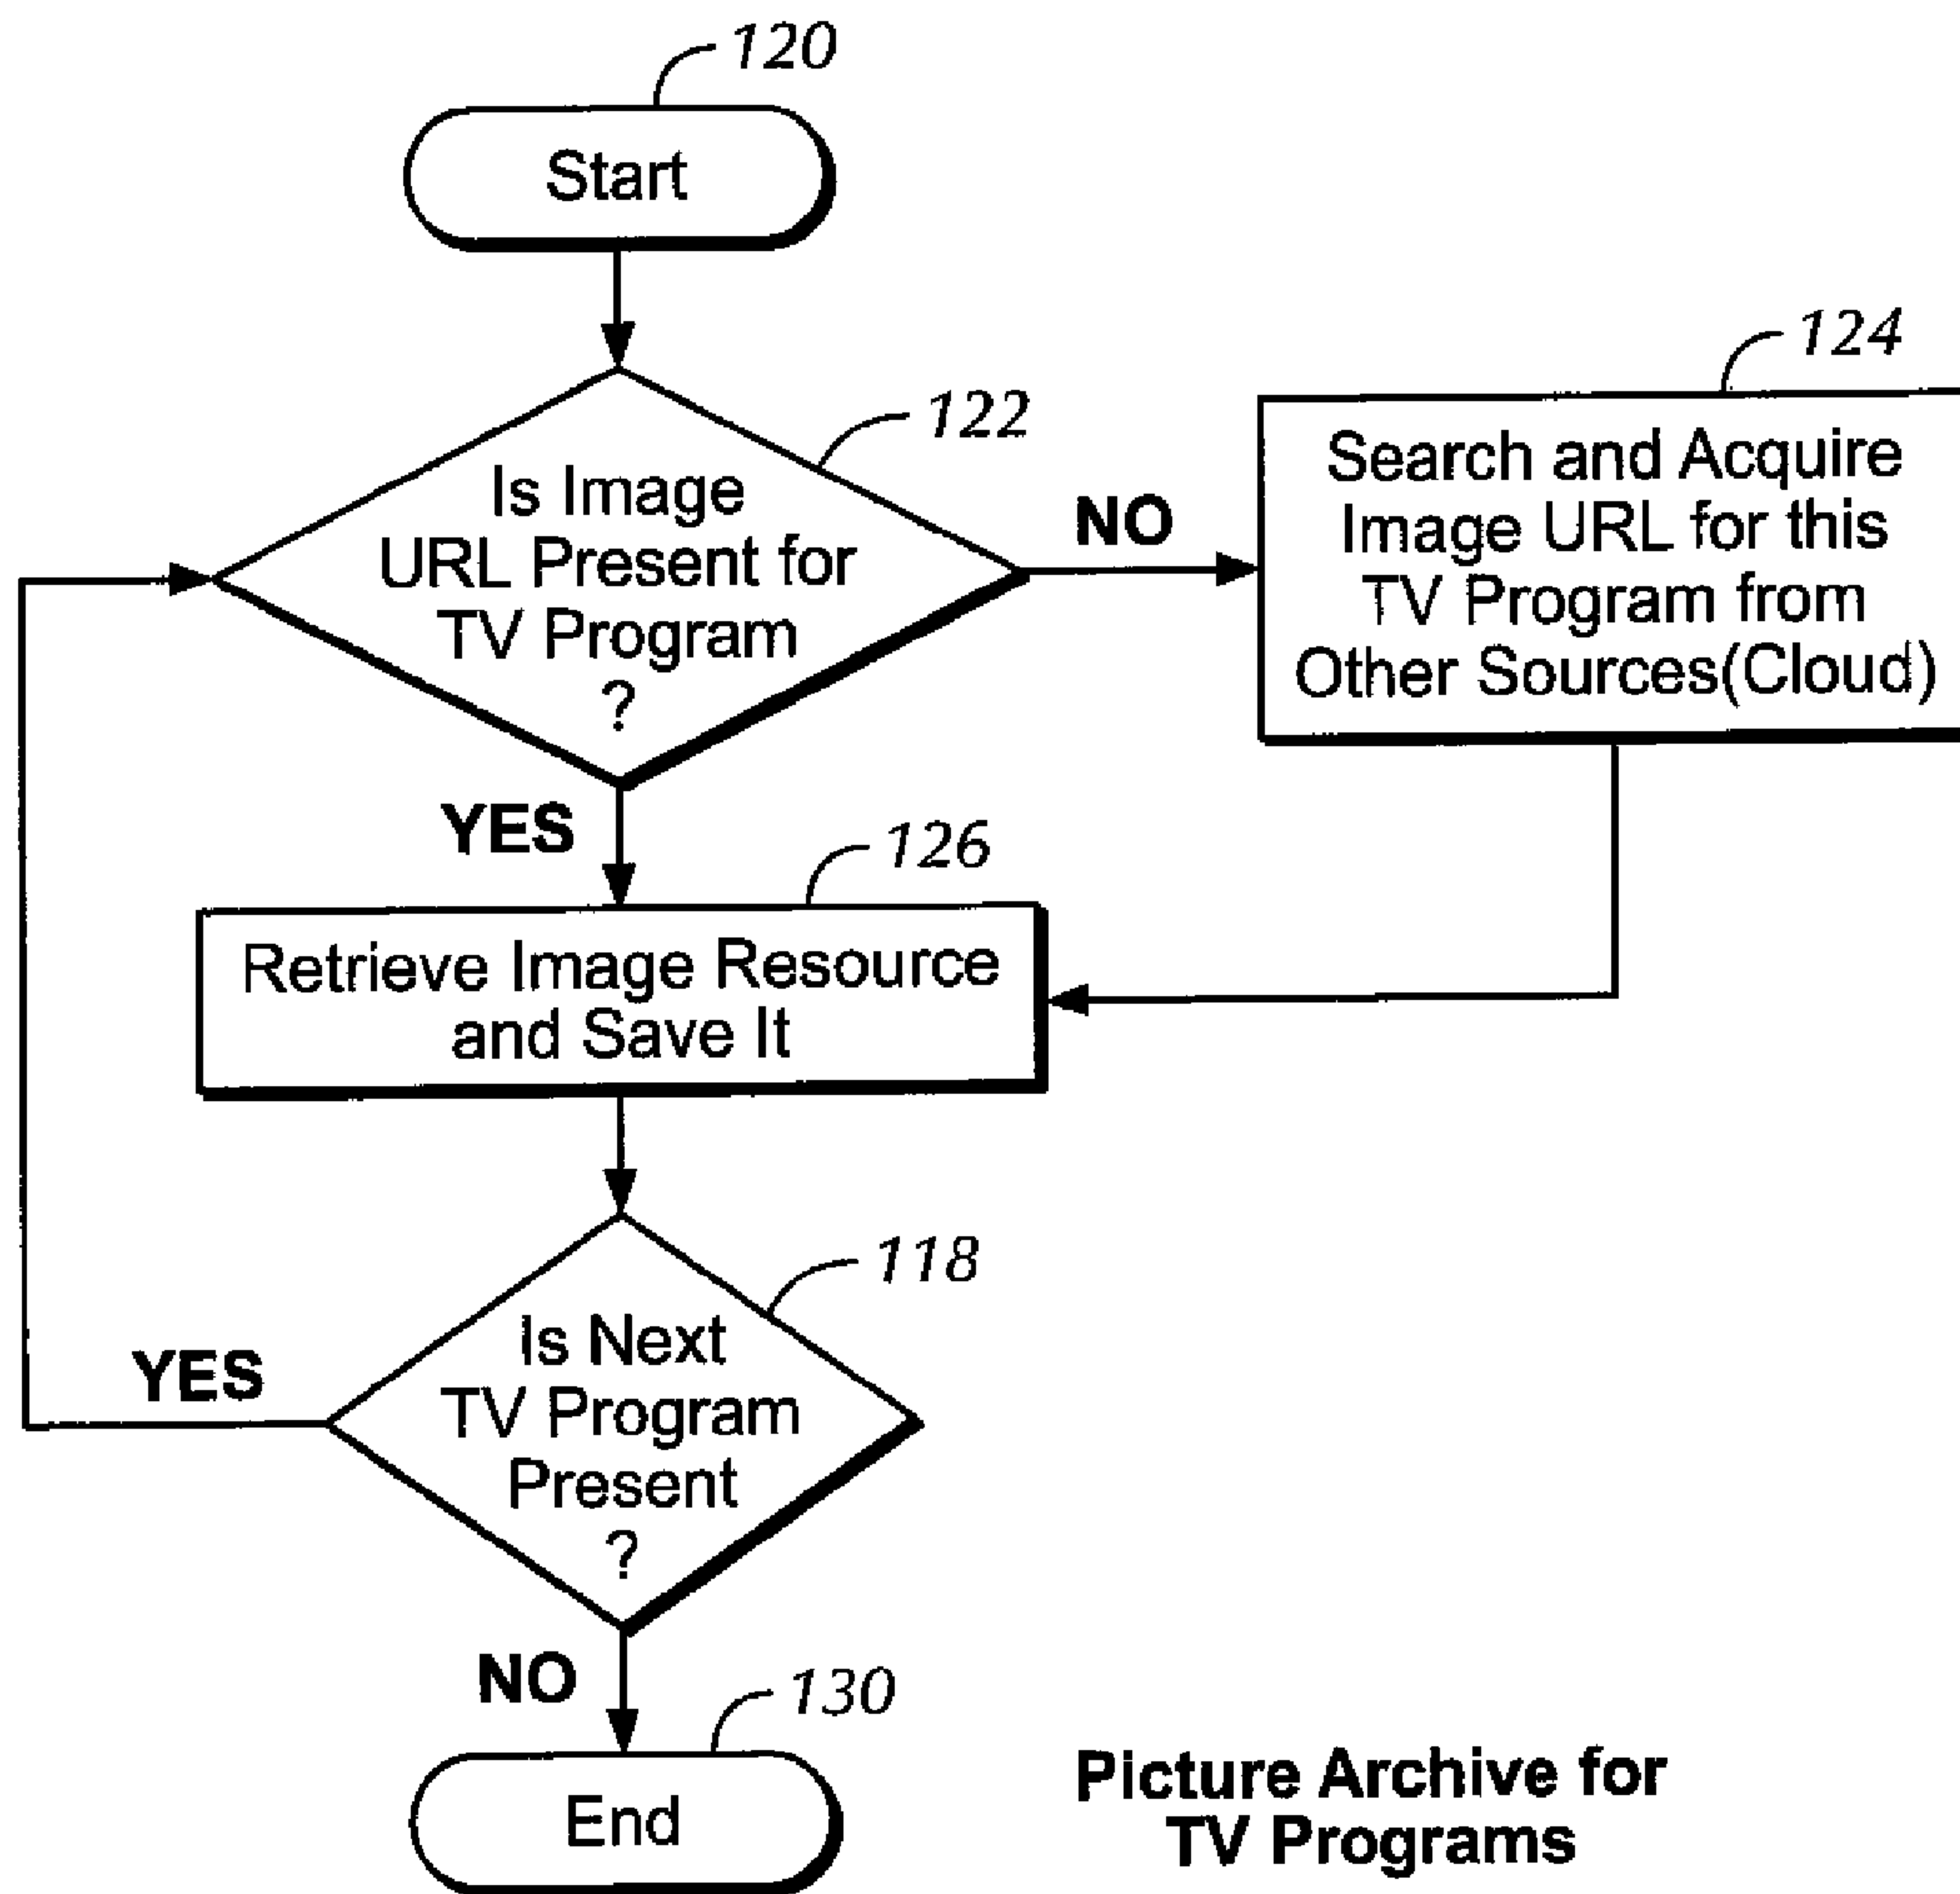 120
Start
122
Is Image
URL Present for
TV Program
?
NO
124
Search and Acquire
Image URL for this
TV Program from
Other Sources(Cloud)
YES
126
Retrieve Image Resource
and Save It
118
Is Next
TV Program
Present
?
YES
NO
130
End
Picture Archive for
TV Programs